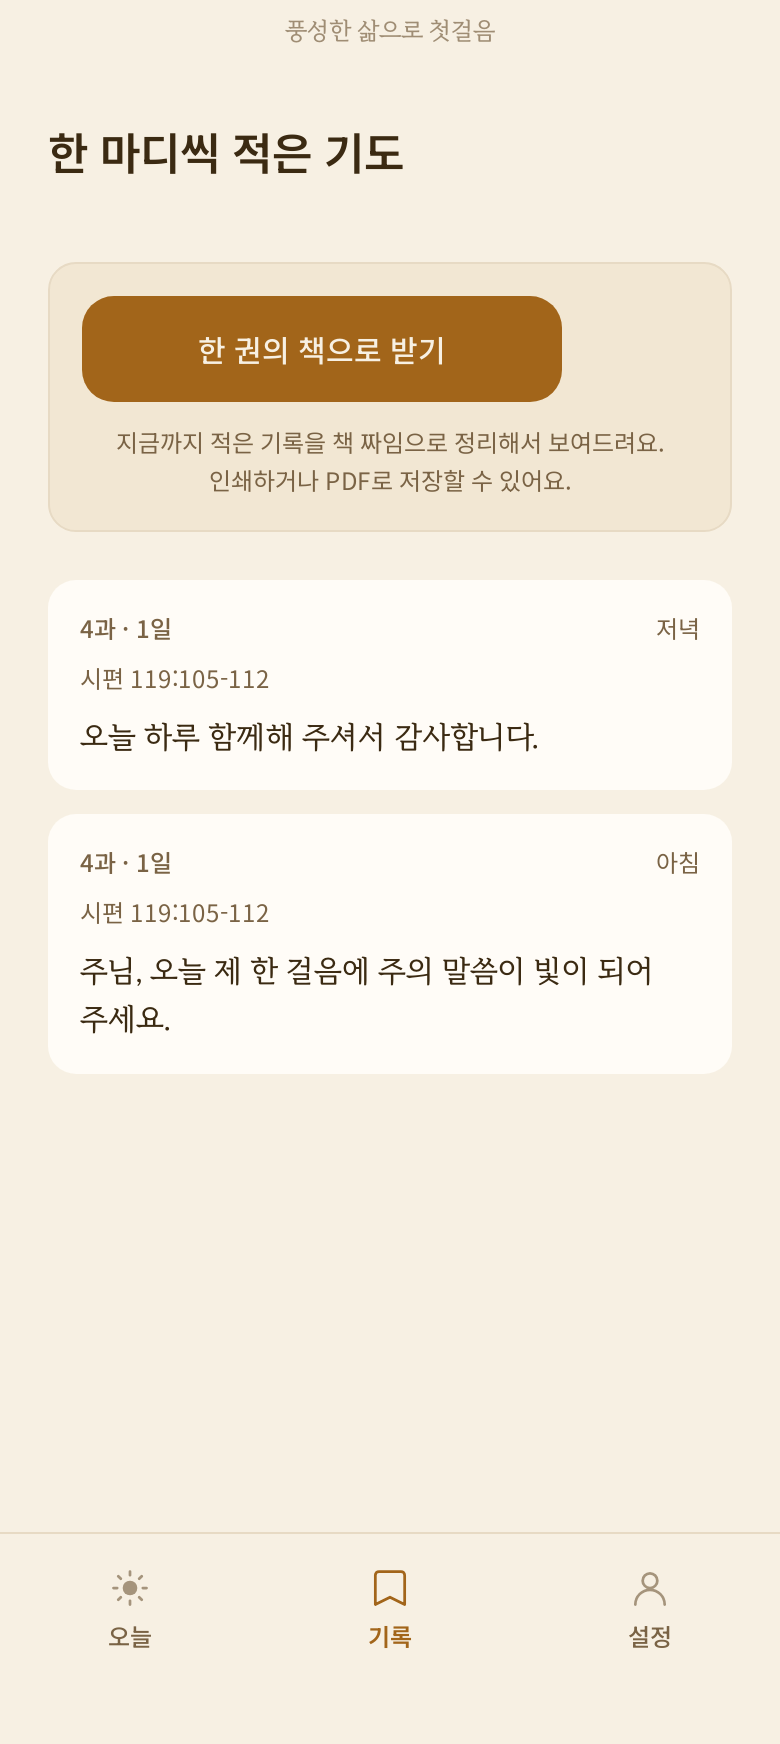 풍성한 삶으로 첫걸음
한 마디씩 적은 기도
한 권의 책으로 받기
지금까지 적은 기록을 책 짜임으로 정리해서 보여드려요.
인쇄하거나 PDF로 저장할 수 있어요.
4과 · 1일 저녁
시편 119:105-112
오늘 하루 함께해 주셔서 감사합니다.
4과 · 1일 아침
시편 119:105-112
주님, 오늘 제 한 걸음에 주의 말씀이 빛이 되어
주세요.
오늘 기록 설정